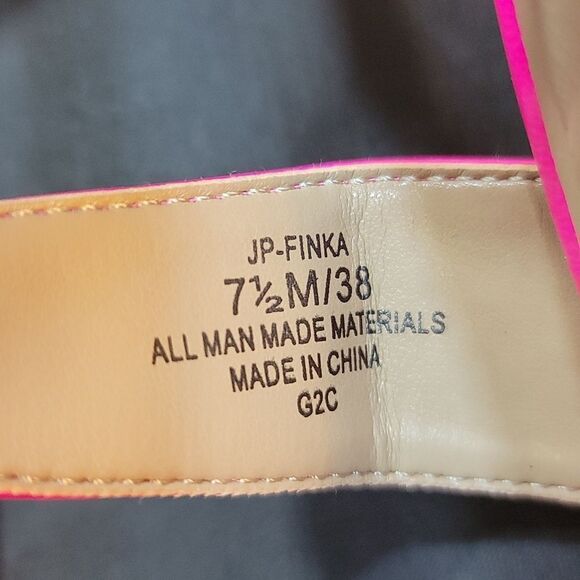 JP-FINKA
7½M/38
ALL MAN MADE MATERIALS
MADE IN CHINA
G2C